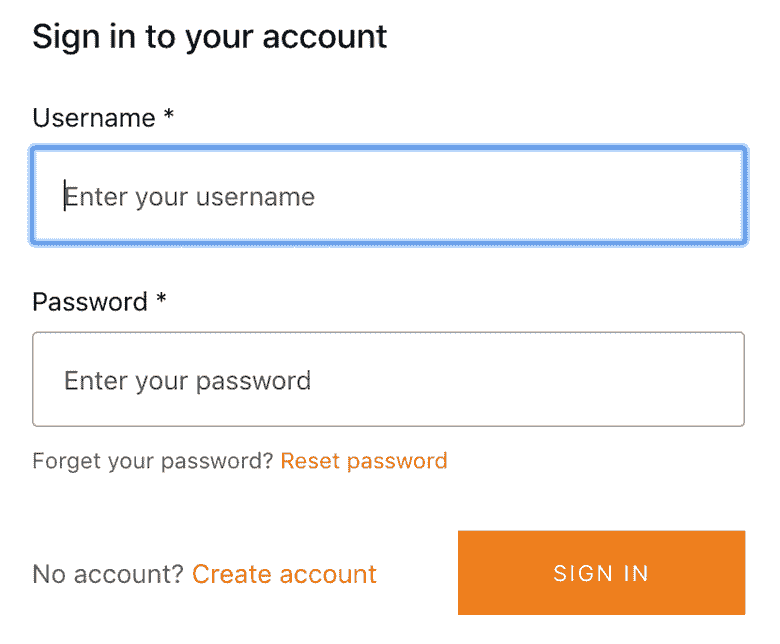 Sign in to your account
Username *
Enter your username
Password *
Enter your password
Forget your password? Reset password
No account? Create account
SIGN IN